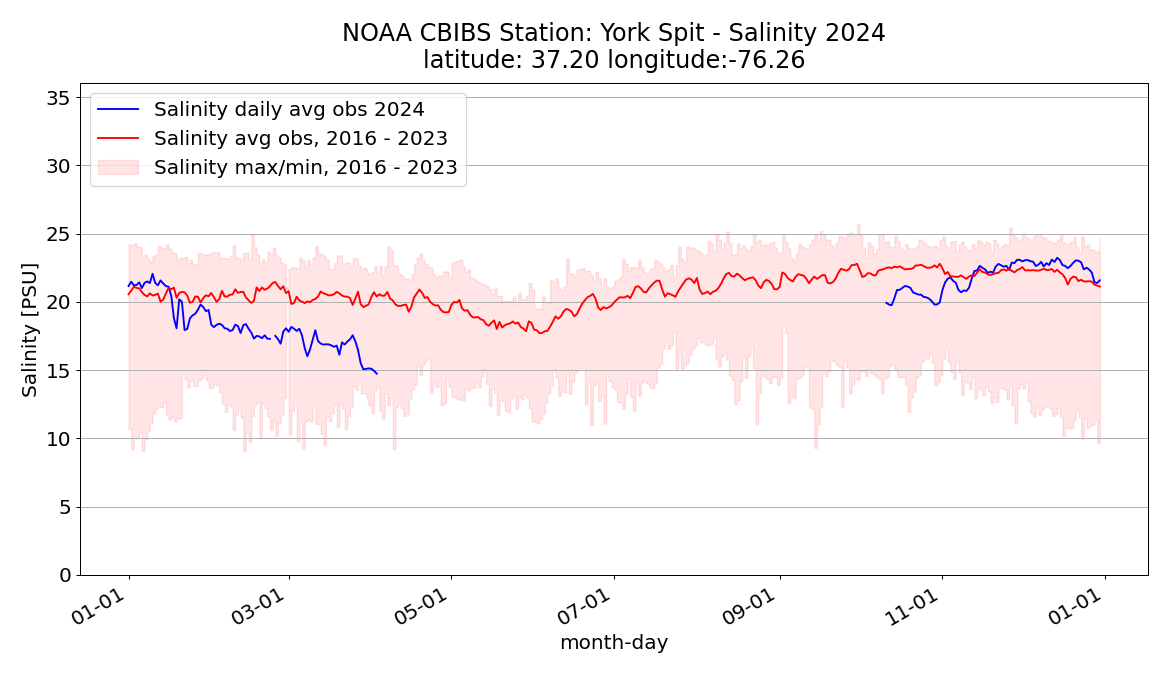 NOAA CBIBS Station: York Spit - Salinity 2024
latitude: 37.20 longitude:-76.26
Salinity daily avg obs 2024
Salinity avg obs, 2016 - 2023
Salinity max/min, 2016 - 2023
Salinity [PSU]
35
30
25
20
15
10
5
0
01-01
03-01
05-01
07-01
09-01
11-01
01-01
month-day